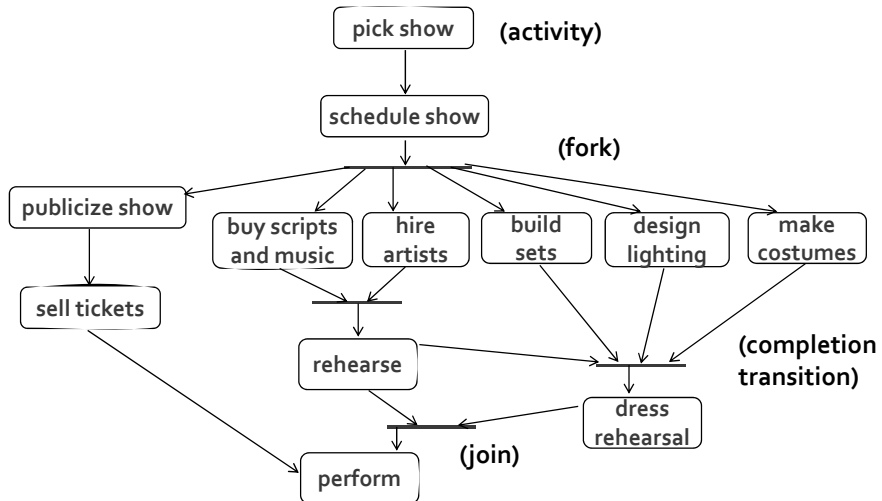 pick show
(activity)
schedule show
(fork)
publicize show
buy scripts
and music
hire
artists
build
sets
design
lighting
make
costumes
sell tickets
rehearse
(completion
transition)
dress
rehearsal
(join)
perform